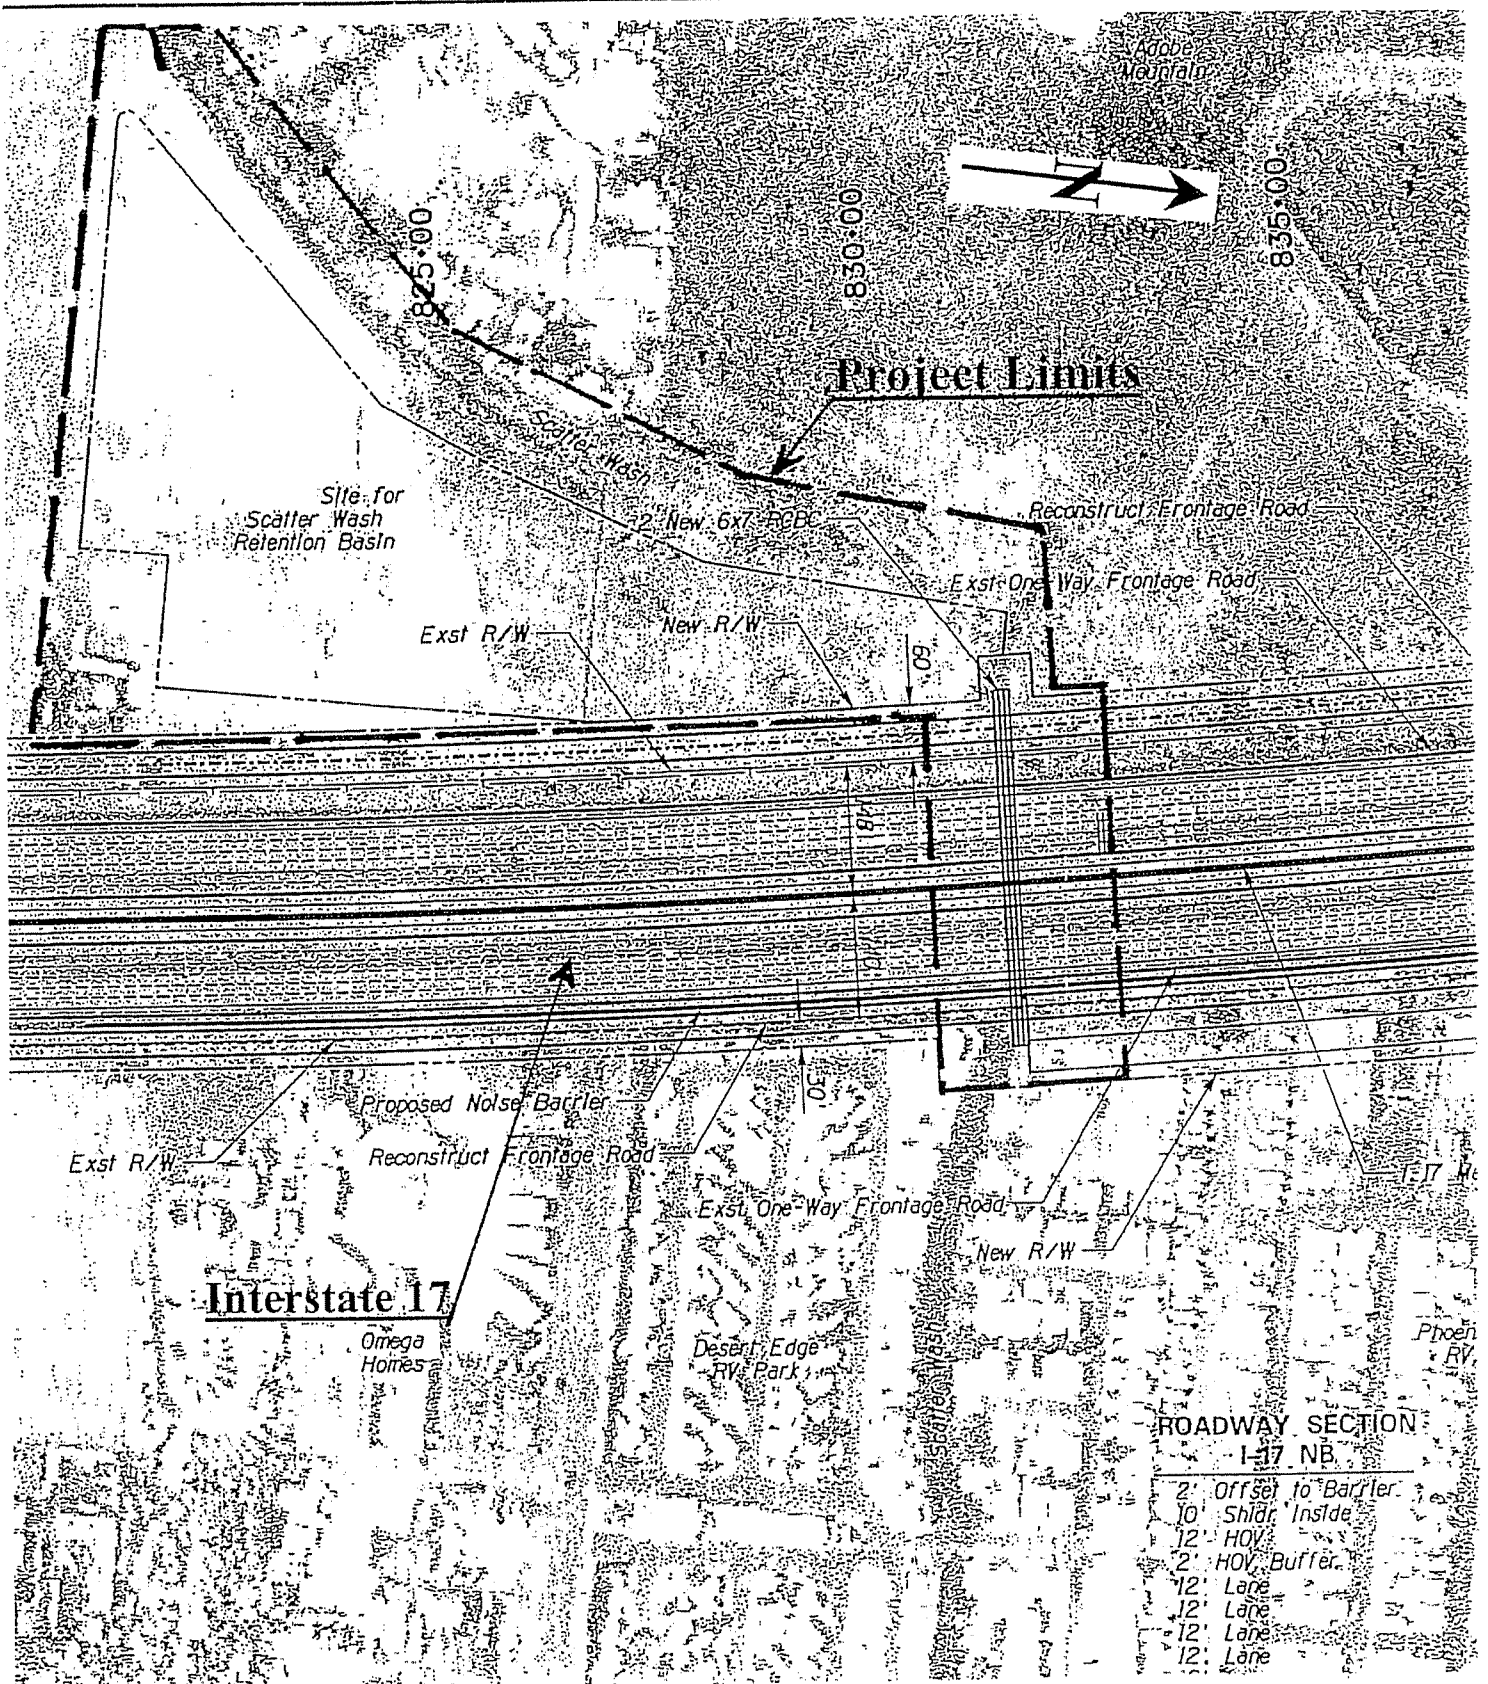 Adobe
Mountain
N
825+00
830+00
835+00
Project Limits
Scatter Wash
Site for
Scatter Wash
Retention Basin
2 New 6x7 RCBC
Reconstruct Frontage Road
Exst One-Way Frontage Road
Exst R/W
New R/W
60'
30'
Proposed Noise Barrier
Exst R/W
Reconstruct Frontage Road
I-17
Exst One-Way Frontage Road
New R/W
Interstate 17
Omega
Homes
Desert Edge
RV Park
Scatter Wash
Phoen
RV
ROADWAY SECTION
I-17 NB
2' Offset to Barrier
10' Shldr Inside
12' HOV
2' HOV Buffer
12' Lane
12' Lane
12' Lane
12' Lane